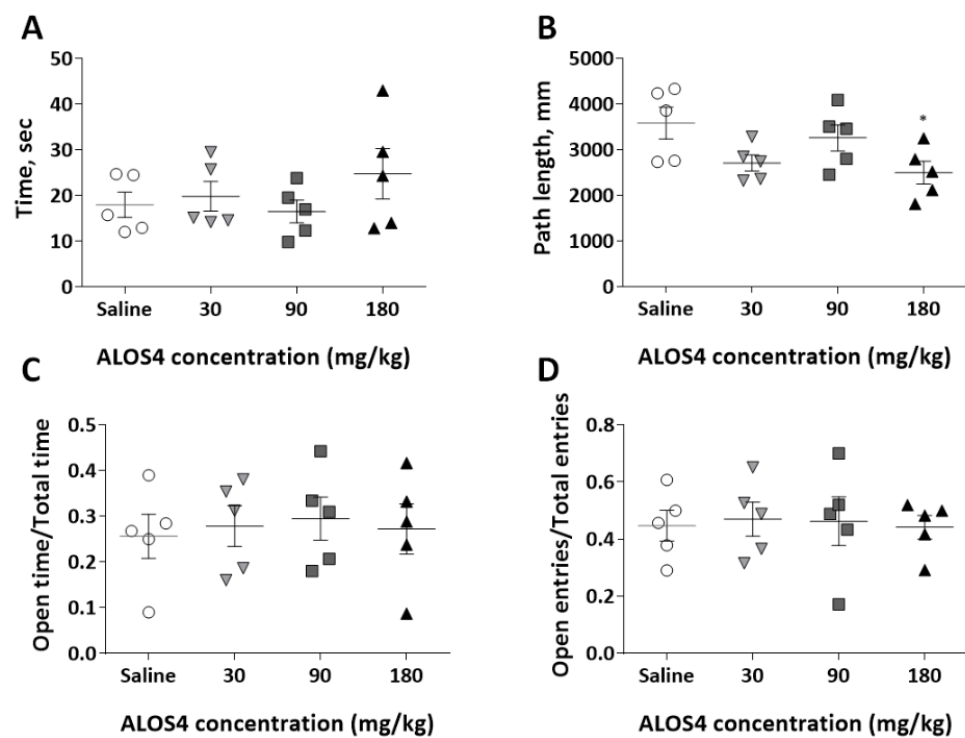 A
Time, sec
50
40
30
20
10
0
Saline 30 90 180
ALOS4 concentration (mg/kg)
B
Path length, mm
5000
4000
3000
2000
1000
0
*
Saline 30 90 180
ALOS4 concentration (mg/kg)
C
Open time/Total time
0.5
0.4
0.3
0.2
0.1
0.0
Saline 30 90 180
ALOS4 concentration (mg/kg)
D
Open entries/Total entries
0.8
0.6
0.4
0.2
0.0
Saline 30 90 180
ALOS4 concentration (mg/kg)